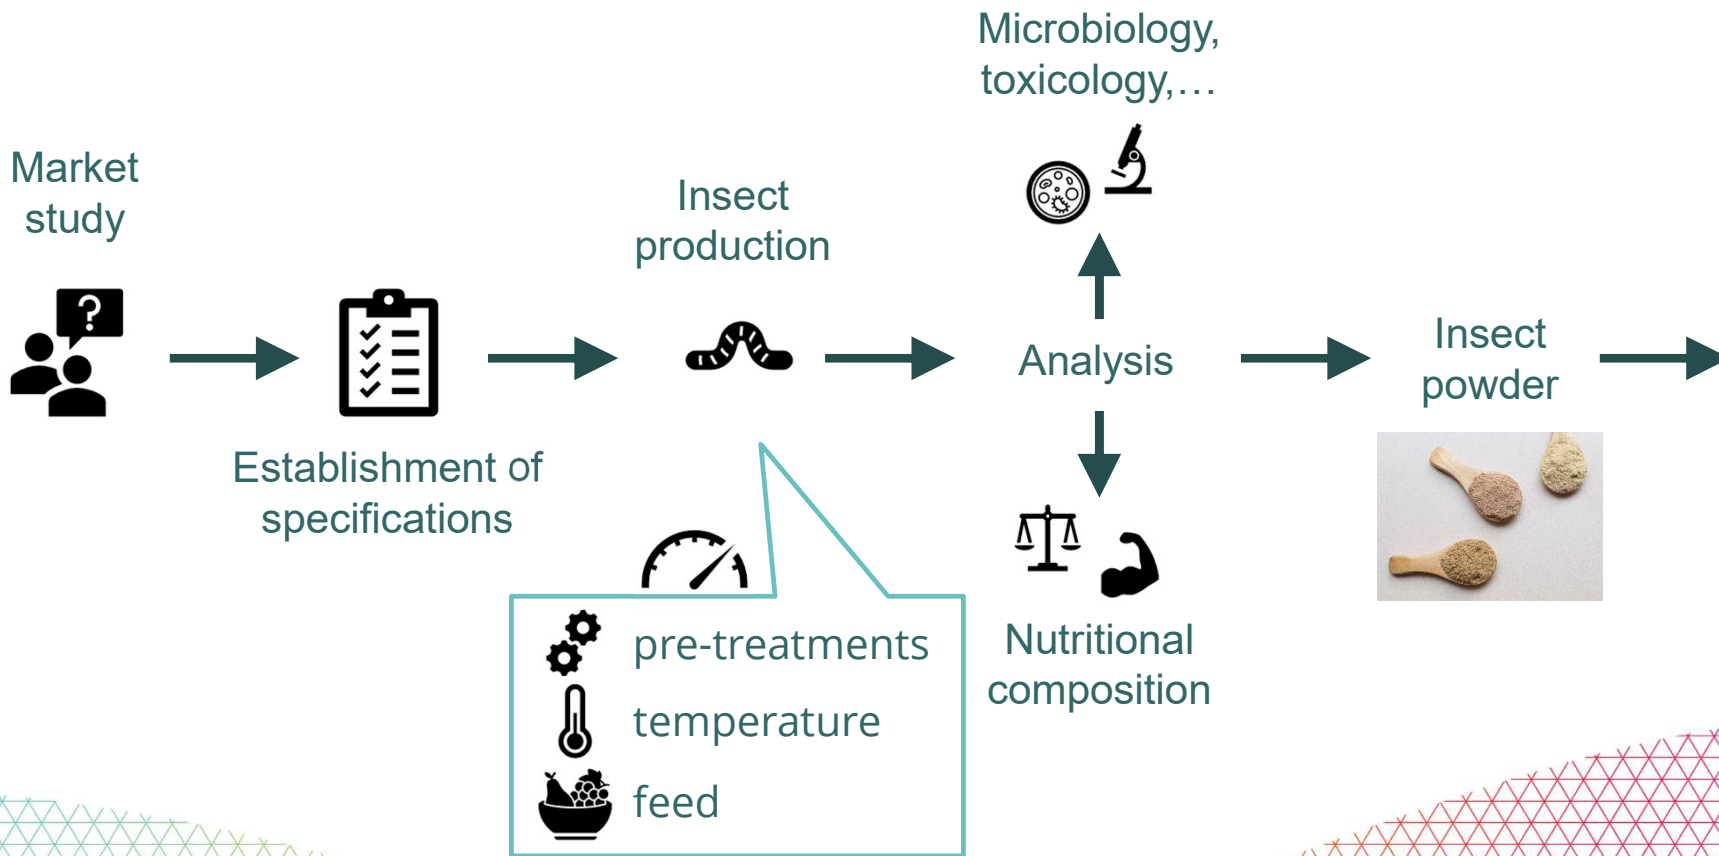 Microbiology,
toxicology,...
Market
study
?
Insect
production
Analysis
Insect
powder
Establishment of
specifications
pre-treatments
temperature
feed
Nutritional
composition